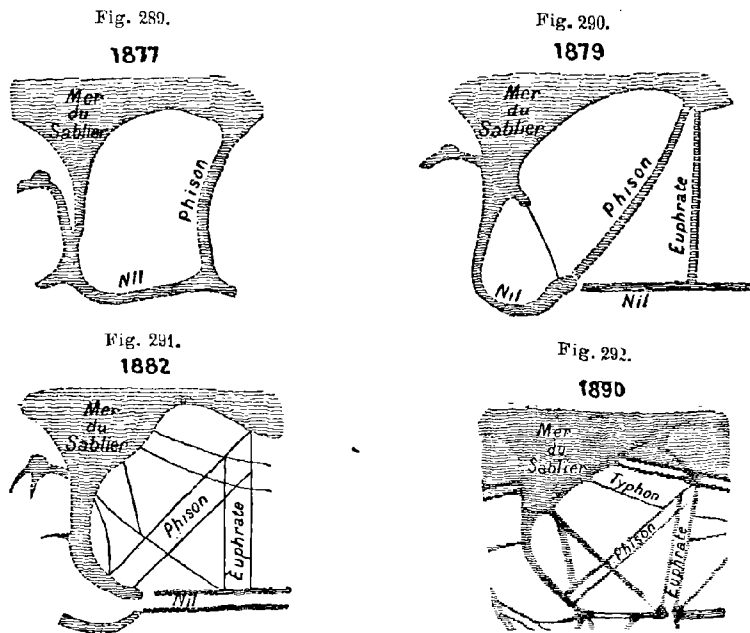 Fig. 289.
1877
Mer
du
Sablier
Phison
Nil
Fig. 290.
1879
Mer
du
Sablier
Phison
Euphrate
Nil
Nil
Fig. 291.
1882
Mer
du
Sablier
Phison
Euphrate
Nil
Fig. 292.
1890
Mer
du
Sablier
Typhon
Phison
Euphrate